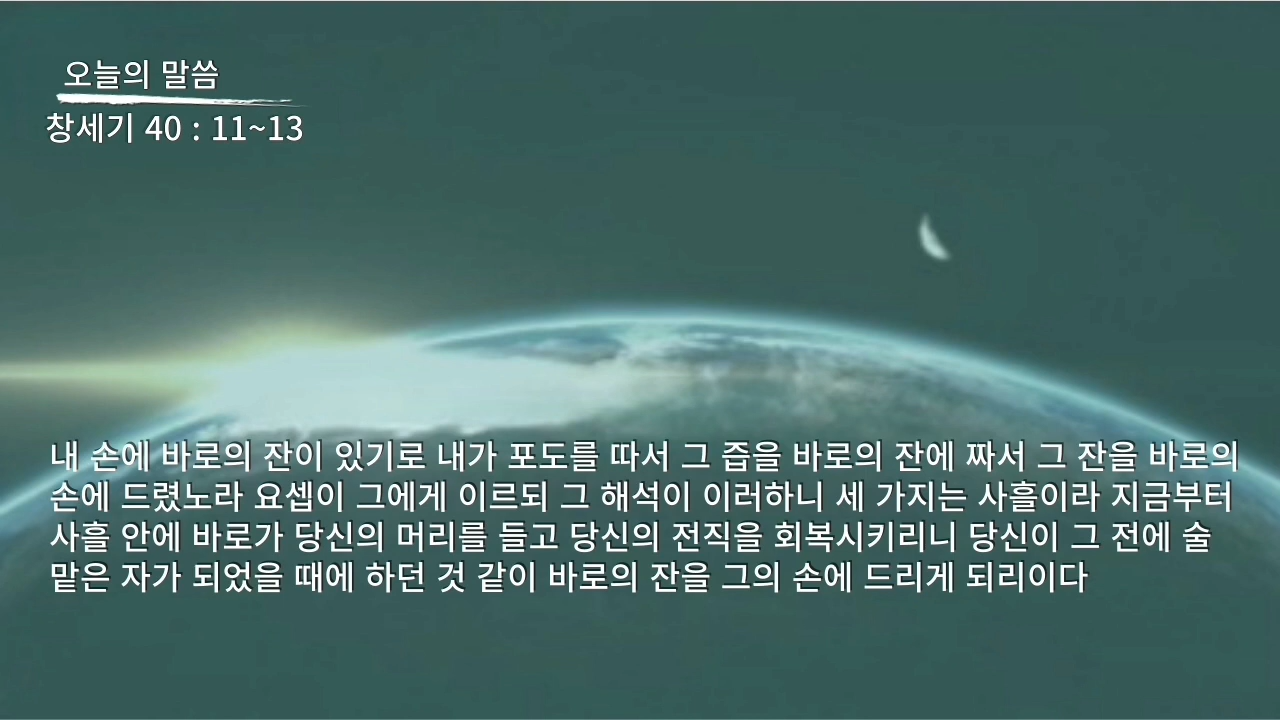 오늘의 말씀
창세기 40 : 11~13
내 손에 바로의 잔이 있기로 내가 포도를 따서 그 즙을 바로의 잔에 짜서 그 잔을 바로의
손에 드렸노라 요셉이 그에게 이르되 그 해석이 이러하니 세 가지는 사흘이라 지금부터
사흘 안에 바로가 당신의 머리를 들고 당신의 전직을 회복시키리니 당신이 그 전에 술
맡은 자가 되었을 때에 하던 것 같이 바로의 잔을 그의 손에 드리게 되리이다